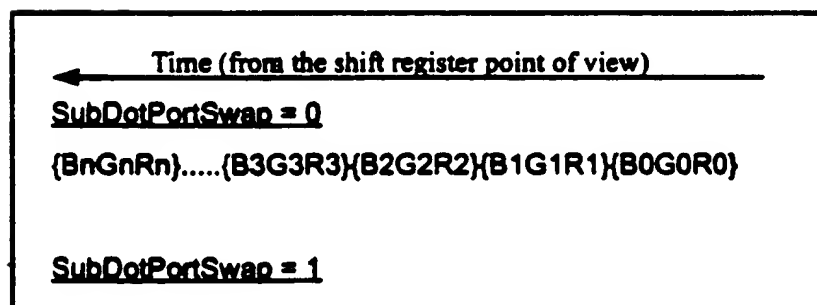 Time (from the shift register point of view)
SubDotPortSwap = 0
{BnGnRn}.....{B3G3R3}{B2G2R2}{B1G1R1}{B0G0R0}
SubDotPortSwap = 1